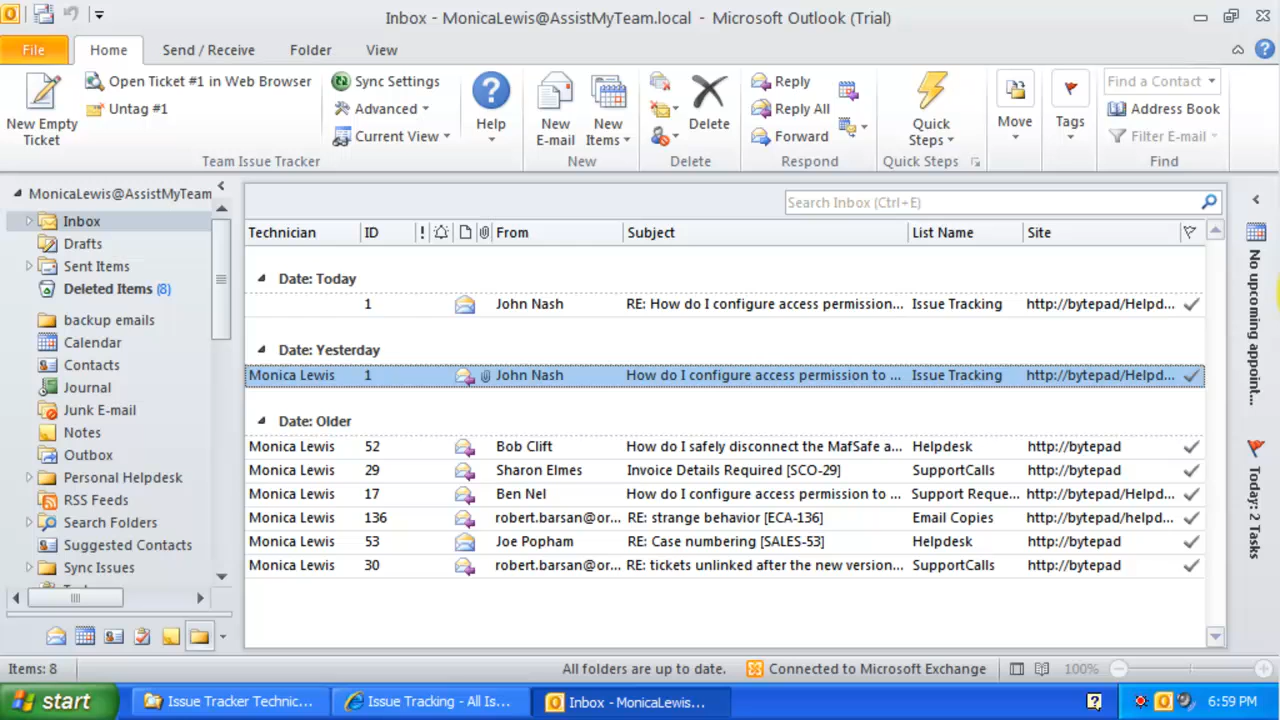 Inbox - MonicaLewis@AssistMyTeam.local - Microsoft Outlook (Trial)
File Home Send / Receive Folder View
New Empty Ticket
Open Ticket #1 in Web Browser
Untag #1
Sync Settings
Advanced
Current View
Help
Team Issue Tracker
New E-mail
New Items
New
Delete
Delete
Reply
Reply All
Forward
Respond
Quick Steps
Quick Steps
Move
Tags
Find a Contact
Address Book
Filter E-mail
Find
MonicaLewis@AssistMyTeam
Inbox
Drafts
Sent Items
Deleted Items (8)
backup emails
Calendar
Contacts
Journal
Junk E-mail
Notes
Outbox
Personal Helpdesk
RSS Feeds
Search Folders
Suggested Contacts
Sync Issues
Search Inbox (Ctrl+E)
Technician ID ! From Subject List Name Site
Date: Today
1 John Nash RE: How do I configure access permission... Issue Tracking http://bytepad/Helpd...
Date: Yesterday
Monica Lewis 1 John Nash How do I configure access permission to ... Issue Tracking http://bytepad/Helpd...
Date: Older
Monica Lewis 52 Bob Clift How do I safely disconnect the MafSafe a... Helpdesk http://bytepad
Monica Lewis 29 Sharon Elmes Invoice Details Required [SCO-29] SupportCalls http://bytepad
Monica Lewis 17 Ben Nel How do I configure access permission to ... Support Reque... http://bytepad/Helpd...
Monica Lewis 136 robert.barsan@or... RE: strange behavior [ECA-136] Email Copies http://bytepad/helpd...
Monica Lewis 53 Joe Popham RE: Case numbering [SALES-53] Helpdesk http://bytepad
Monica Lewis 30 robert.barsan@or... RE: tickets unlinked after the new version... SupportCalls http://bytepad
No upcoming appoint...
Today: 2 Tasks
Items: 8 All folders are up to date. Connected to Microsoft Exchange 100%
start Issue Tracker Technic... Issue Tracking - All Is... Inbox - MonicaLewis... 6:59 PM